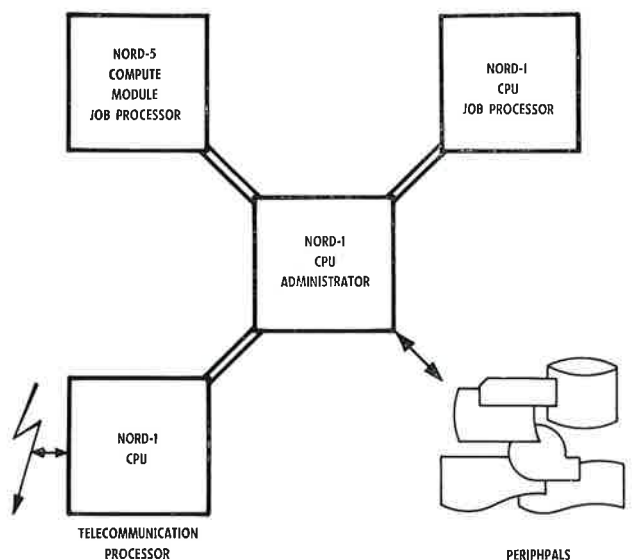 NORD-5
COMPUTE
MODULE
JOB PROCESSOR
NORD-1
CPU
JOB PROCESSOR
NORD-1
CPU
ADMINISTRATOR
NORD-1
CPU
TELECOMMUNICATION
PROCESSOR
PERIPHPALS